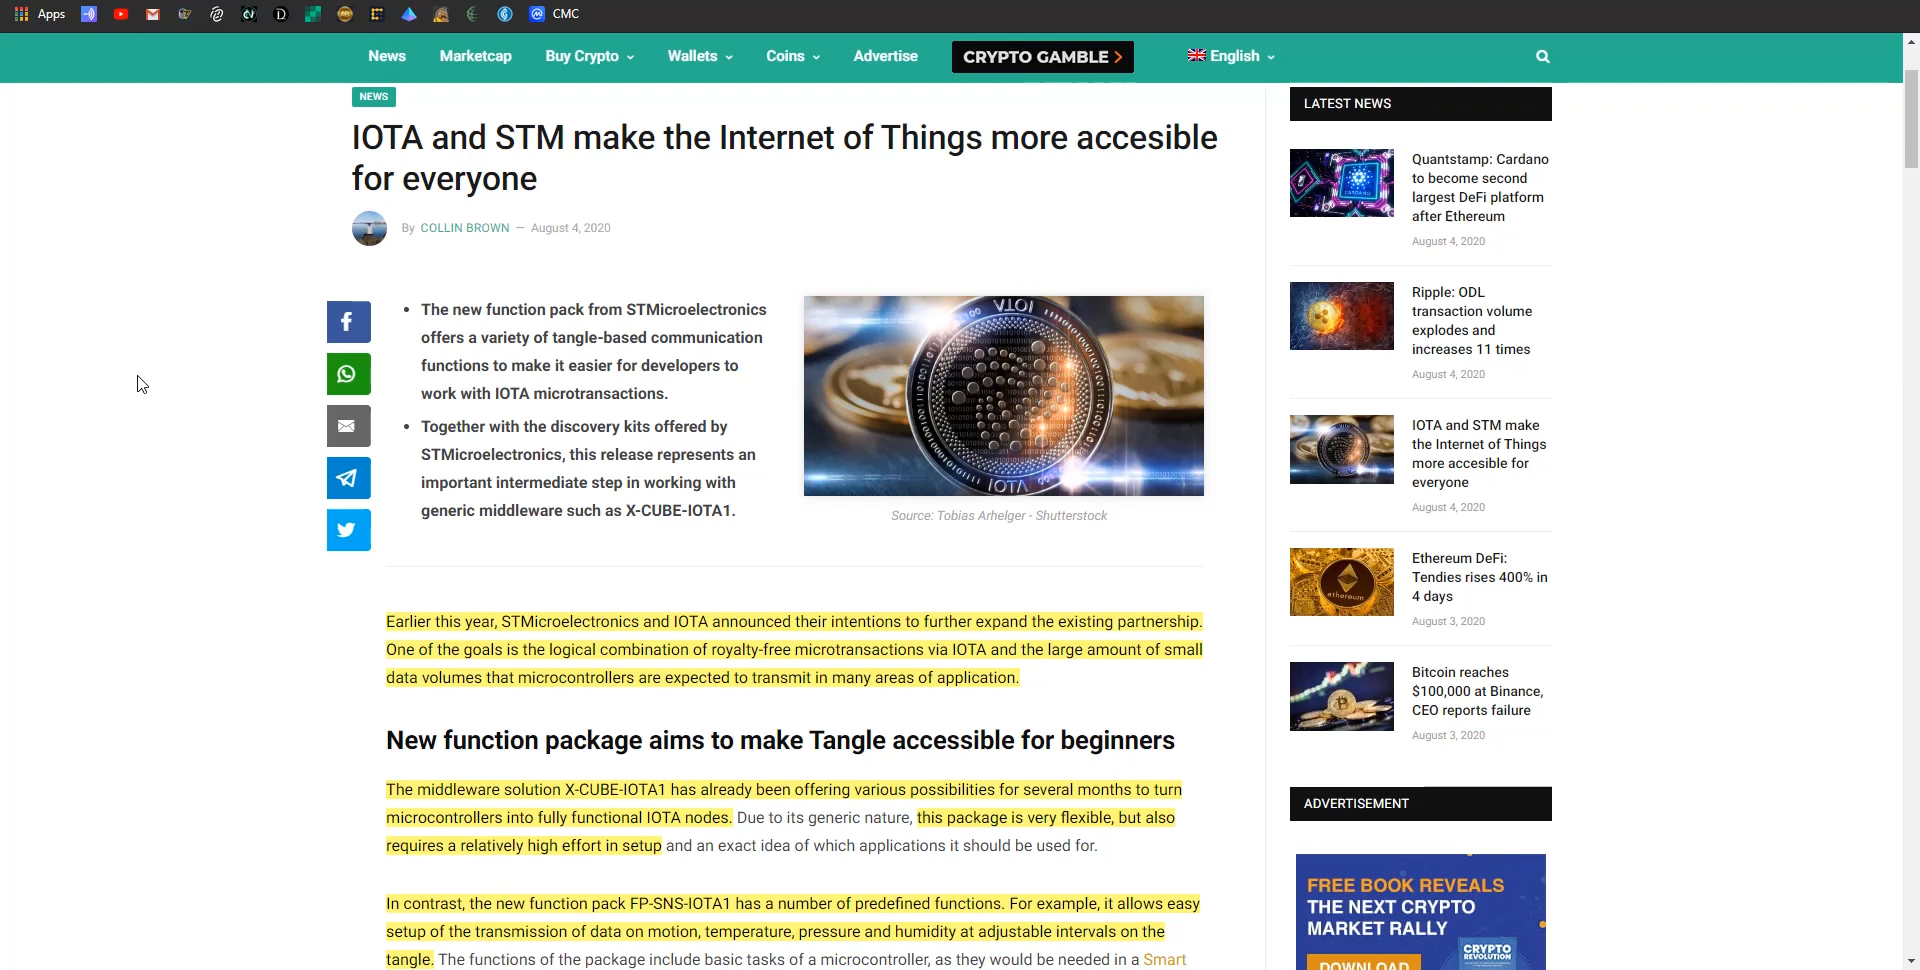 Apps
CMC
News
Marketcap
Buy Crypto
Wallets
Coins
Advertise
CRYPTO GAMBLE >
English
NEWS
IOTA and STM make the Internet of Things more accesible
for everyone
By COLLIN BROWN — August 4, 2020
• The new function pack from STMicroelectronics
offers a variety of tangle-based communication
functions to make it easier for developers to
work with IOTA microtransactions.
• Together with the discovery kits offered by
STMicroelectronics, this release represents an
important intermediate step in working with
generic middleware such as X-CUBE-IOTA1.
IOTA
IOTA
Source: Tobias Arhelger - Shutterstock
Earlier this year, STMicroelectronics and IOTA announced their intentions to further expand the existing partnership.
One of the goals is the logical combination of royalty-free microtransactions via IOTA and the large amount of small
data volumes that microcontrollers are expected to transmit in many areas of application.
New function package aims to make Tangle accessible for beginners
The middleware solution X-CUBE-IOTA1 has already been offering various possibilities for several months to turn
microcontrollers into fully functional IOTA nodes. Due to its generic nature, this package is very flexible, but also
requires a relatively high effort in setup and an exact idea of which applications it should be used for.
In contrast, the new function pack FP-SNS-IOTA1 has a number of predefined functions. For example, it allows easy
setup of the transmission of data on motion, temperature, pressure and humidity at adjustable intervals on the
tangle. The functions of the package include basic tasks of a microcontroller, as they would be needed in a Smart
LATEST NEWS
CARDANO
Quantstamp: Cardano
to become second
largest DeFi platform
after Ethereum
August 4, 2020
Ripple: ODL
transaction volume
explodes and
increases 11 times
August 4, 2020
IOTA and STM make
the Internet of Things
more accesible for
everyone
August 4, 2020
ethereum
Ethereum DeFi:
Tendies rises 400% in
4 days
August 3, 2020
Bitcoin reaches
$100,000 at Binance,
CEO reports failure
August 3, 2020
ADVERTISEMENT
FREE BOOK REVEALS
THE NEXT CRYPTO
MARKET RALLY
CRYPTO
REVOLUTION
DOWNLOAD